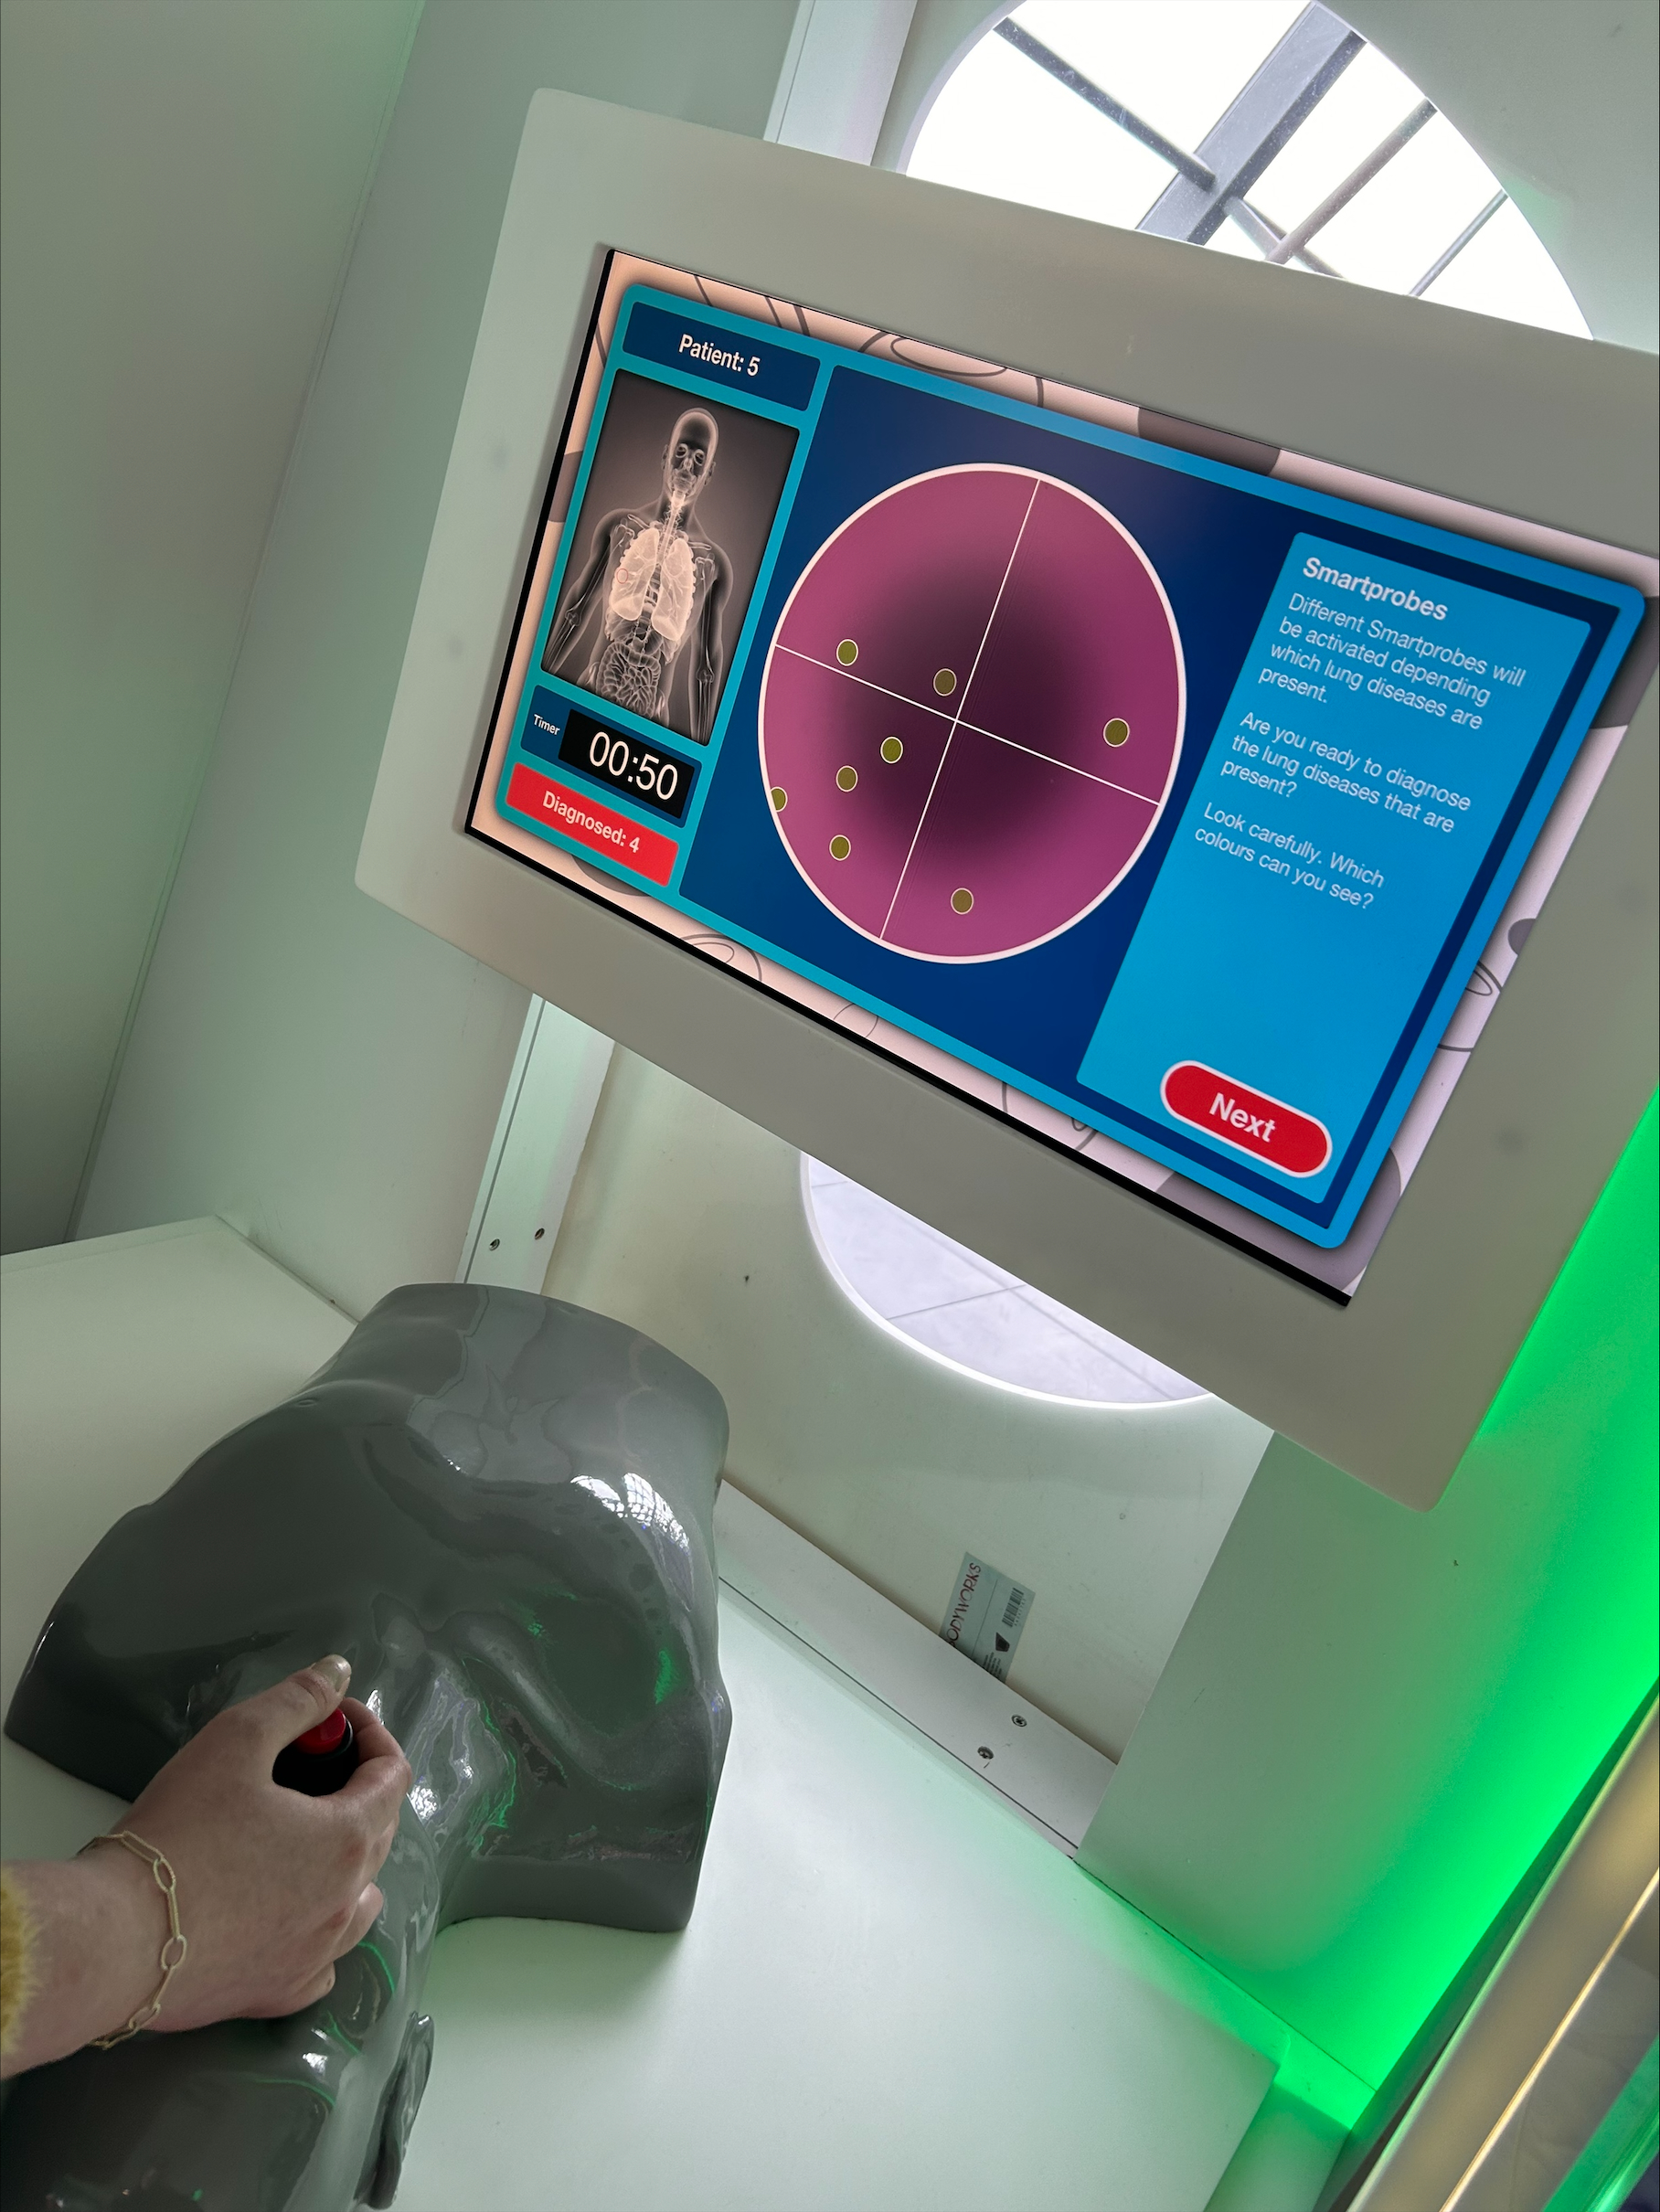 Patient: 5
Timer
00:50
Diagnosed: 4
Smartprobes
Different Smartprobes will
be activated depending
which lung diseases are
present.
Are you ready to diagnose
the lung diseases that are
present?
Look carefully. Which
colours can you see?
Next
ODYWORKS